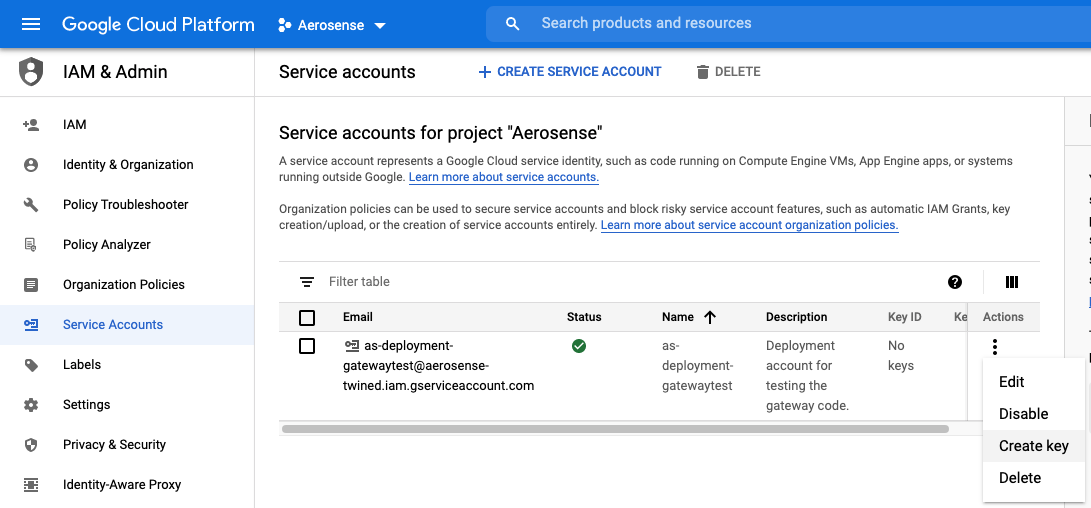 Google Cloud Platform
Aerosense
Search products and resources
IAM & Admin
Service accounts
CREATE SERVICE ACCOUNT
DELETE
IAM
Identity & Organization
Policy Troubleshooter
Policy Analyzer
Organization Policies
Service Accounts
Labels
Settings
Privacy & Security
Identity-Aware Proxy
Service accounts for project "Aerosense"
A service account represents a Google Cloud service identity, such as code running on Compute Engine VMs, App Engine apps, or systems
running outside Google. Learn more about service accounts.
Organization policies can be used to secure service accounts and block risky service account features, such as automatic IAM Grants, key
creation/upload, or the creation of service accounts entirely. Learn more about service account organization policies.
Filter table
Email Status Name Description Key ID Ke Actions
as-deployment-
gatewaytest@aerosense-
twined.iam.gserviceaccount.com
as-
deployment-
gatewaytest
Deployment
account for
testing the
gateway code.
No
keys
Edit
Disable
Create key
Delete